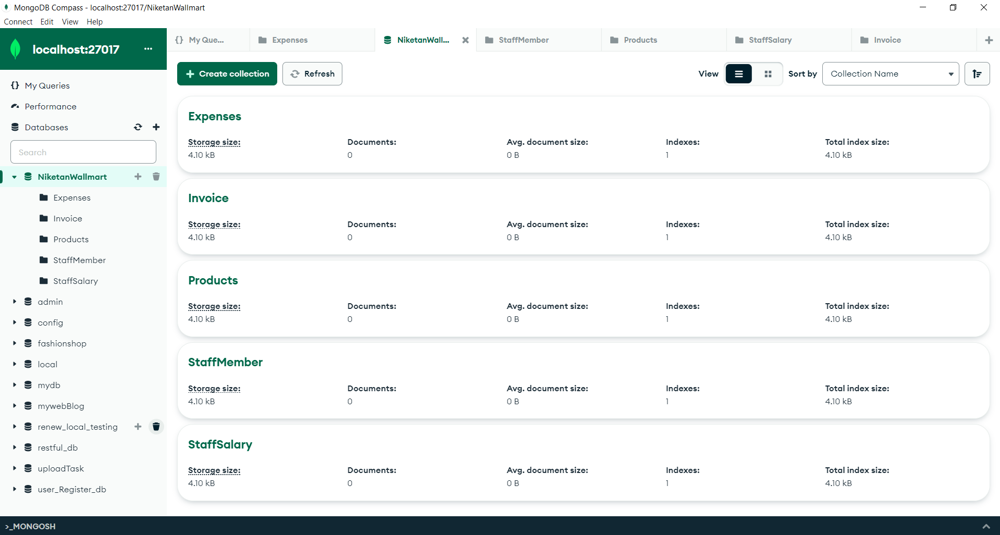 MongoDB Compass - localhost:27017/NiketanWallmart
Connect Edit View Help
localhost:27017
My Queries
Performance
Databases
Search
NiketanWallmart
Expenses
Invoice
Products
StaffMember
StaffSalary
admin
config
fashionshop
local
mydb
mywebBlog
renew_local_testing
restful_db
uploadTask
user_Register_db
{} My Que... Expenses NiketanWall... StaffMember Products StaffSalary Invoice
Create collection Refresh View Sort by Collection Name
Expenses
Storage size: Documents: Avg. document size: Indexes: Total index size:
4.10 kB 0 0 B 1 4.10 kB
Invoice
Storage size: Documents: Avg. document size: Indexes: Total index size:
4.10 kB 0 0 B 1 4.10 kB
Products
Storage size: Documents: Avg. document size: Indexes: Total index size:
4.10 kB 0 0 B 1 4.10 kB
StaffMember
Storage size: Documents: Avg. document size: Indexes: Total index size:
4.10 kB 0 0 B 1 4.10 kB
StaffSalary
Storage size: Documents: Avg. document size: Indexes: Total index size:
4.10 kB 0 0 B 1 4.10 kB
>_MONGOSH